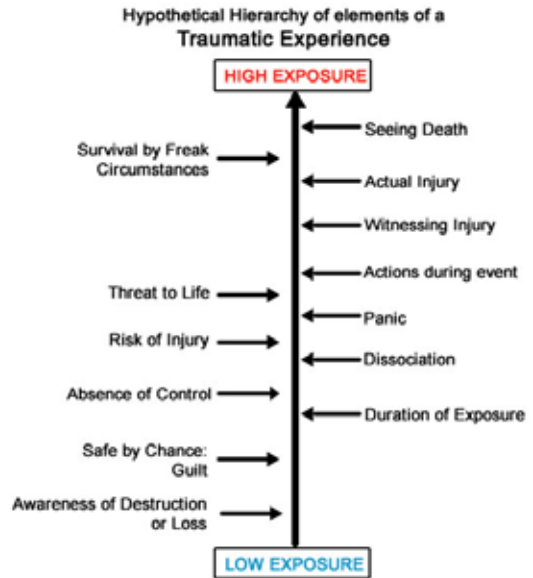 Hypothetical Hierarchy of elements of a
Traumatic Experience
HIGH EXPOSURE
Seeing Death
Survival by Freak
Circumstances
Actual Injury
Witnessing Injury
Actions during event
Threat to Life
Panic
Risk of Injury
Dissociation
Absence of Control
Duration of Exposure
Safe by Chance:
Guilt
Awareness of Destruction
or Loss
LOW EXPOSURE